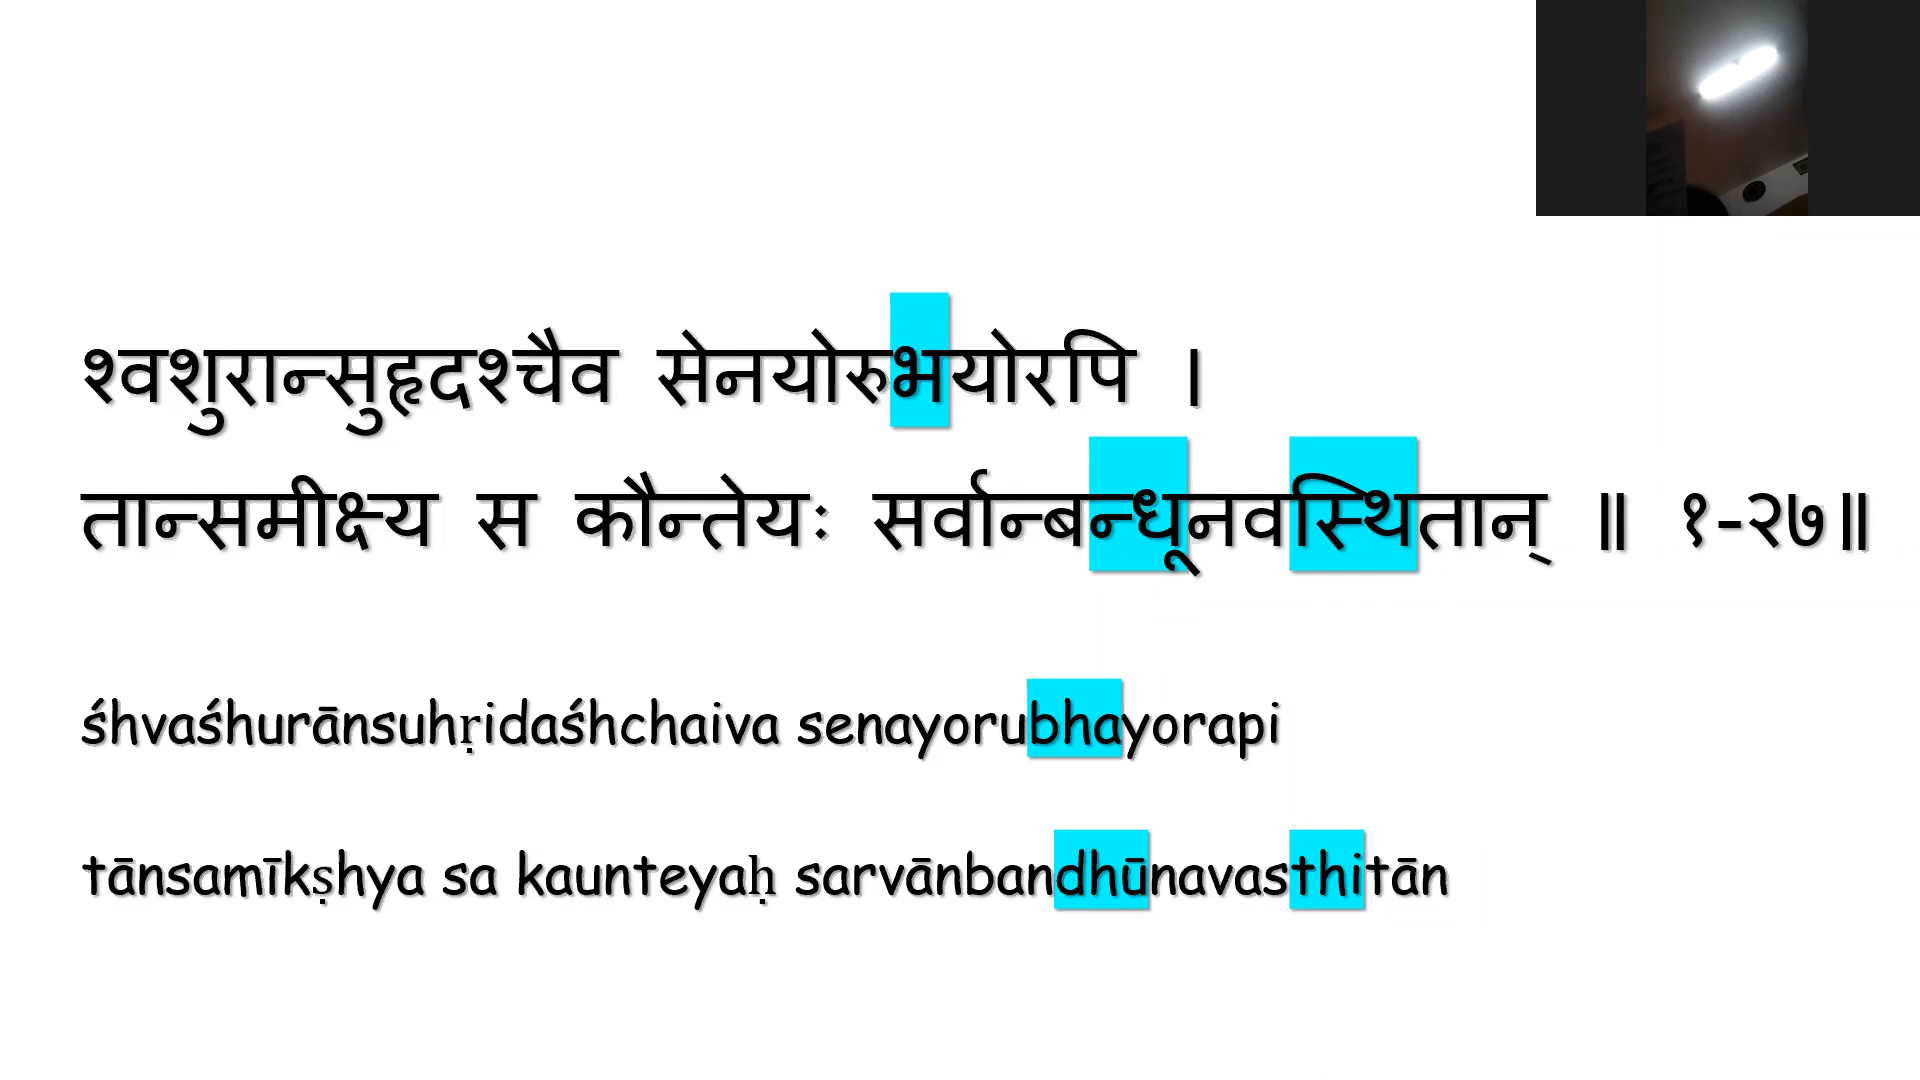 श्वशुरान्सुहृदश्चैव सेनयोरुभयोरपि ।
तान्समीक्ष्य स कौन्तेयः सर्वान्बन्धूनवस्थितान् ॥ १-२७॥
śhvaśhurānsuhṛidaśhchaiva senayorubhayorapi
tānsamīkṣhya sa kaunteyaḥ sarvānbandhūnavasthitān